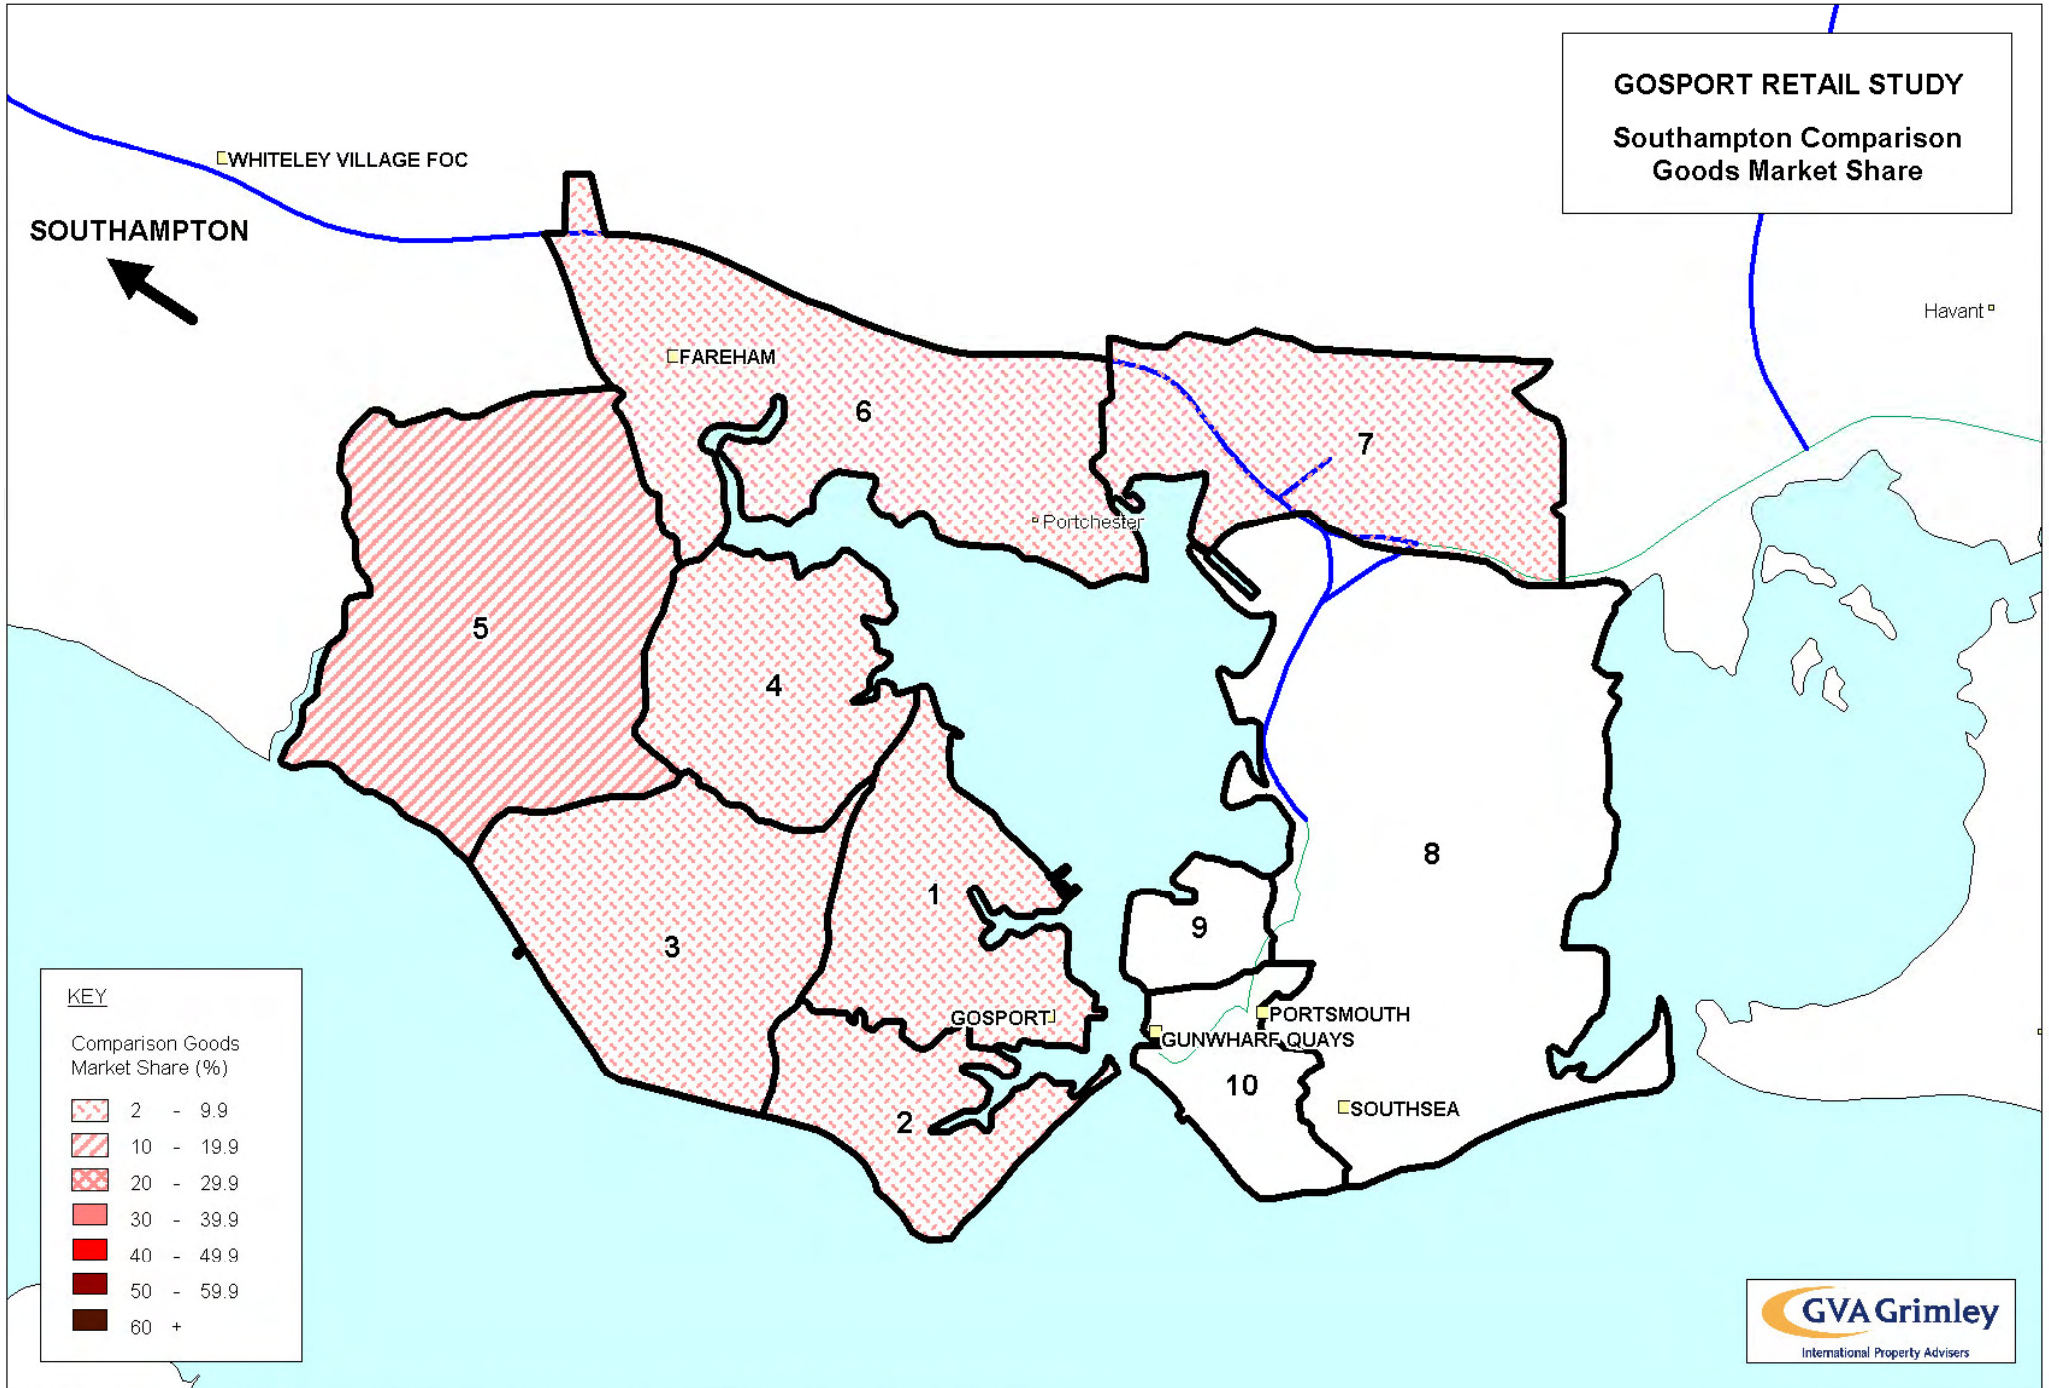 GOSPORT RETAIL STUDY
Southampton Comparison
Goods Market Share
WHITELEY VILLAGE FOC
SOUTHAMPTON
Havant
FAREHAM
6
7
Portchester
5
4
8
1
9
3
GOSPORT
PORTSMOUTH
GUNWHARF QUAYS
10
SOUTHSEA
2
KEY
Comparison Goods
Market Share (%)
2 - 9.9
10 - 19.9
20 - 29.9
30 - 39.9
40 - 49.9
50 - 59.9
60 +
GVA Grimley
International Property Advisers